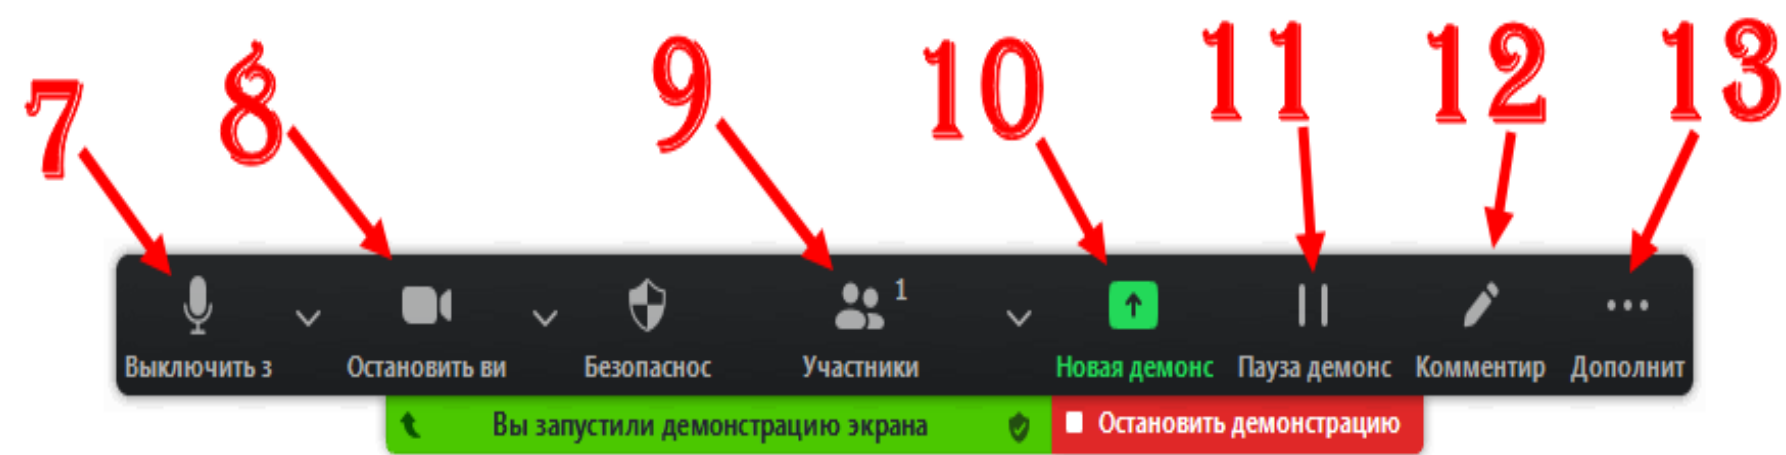 7 8 9 10 11 12 13
1
Выключить з Остановить ви Безопаснос Участники Новая демонс Пауза демонс Комментир Дополнит
Вы запустили демонстрацию экрана Остановить демонстрацию